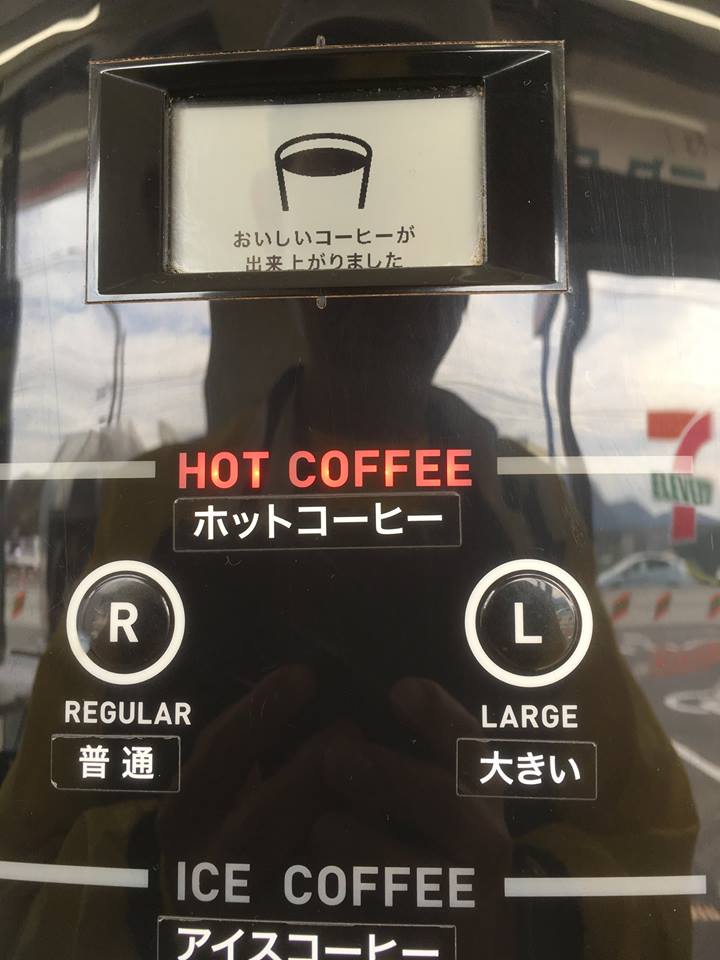 おいしいコーヒーが
出来上がりました
HOT COFFEE
ホットコーヒー
R
L
REGULAR
LARGE
普通
大きい
ICE COFFEE
アイスコーヒー
7
ELEVEN